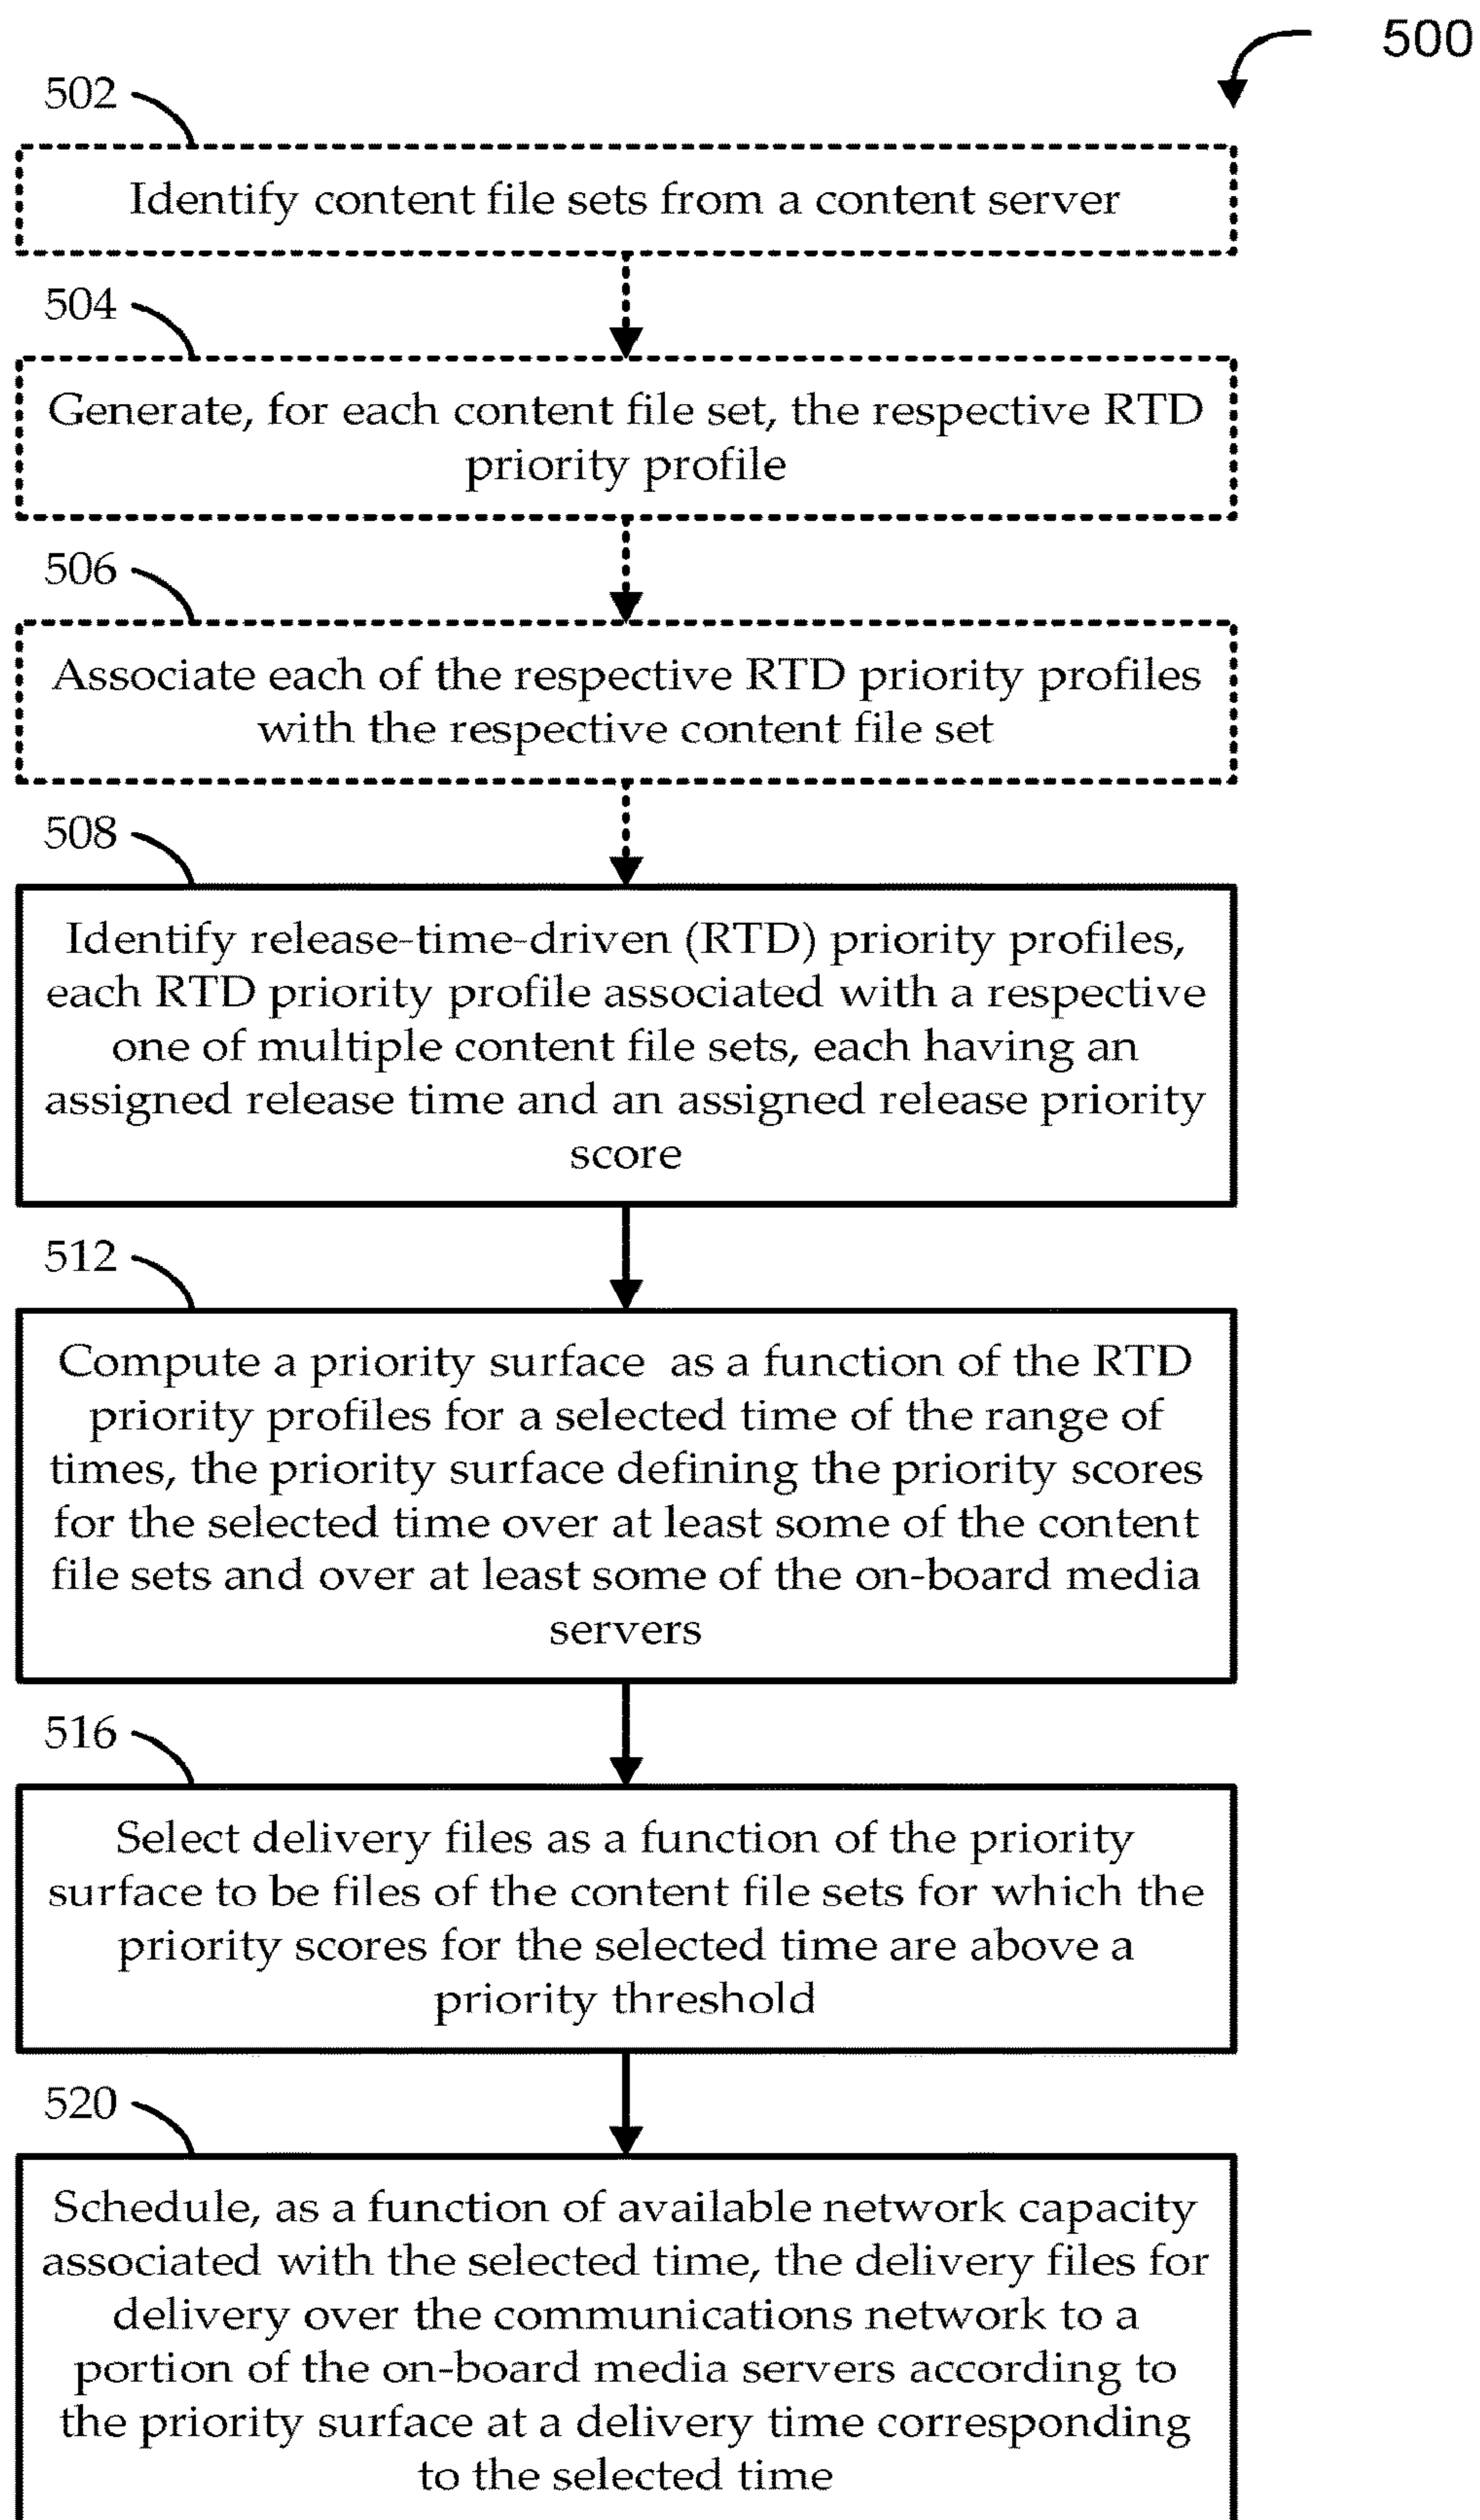 500
502
Identify content file sets from a content server
504
Generate, for each content file set, the respective RTD
priority profile
506
Associate each of the respective RTD priority profiles
with the respective content file set
508
Identify release-time-driven (RTD) priority profiles,
each RTD priority profile associated with a respective
one of multiple content file sets, each having an
assigned release time and an assigned release priority
score
512
Compute a priority surface as a function of the RTD
priority profiles for a selected time of the range of
times, the priority surface defining the priority scores
for the selected time over at least some of the content
file sets and over at least some of the on-board media
servers
516
Select delivery files as a function of the priority
surface to be files of the content file sets for which the
priority scores for the selected time are above a
priority threshold
520
Schedule, as a function of available network capacity
associated with the selected time, the delivery files for
delivery over the communications network to a
portion of the on-board media servers according to
the priority surface at a delivery time corresponding
to the selected time